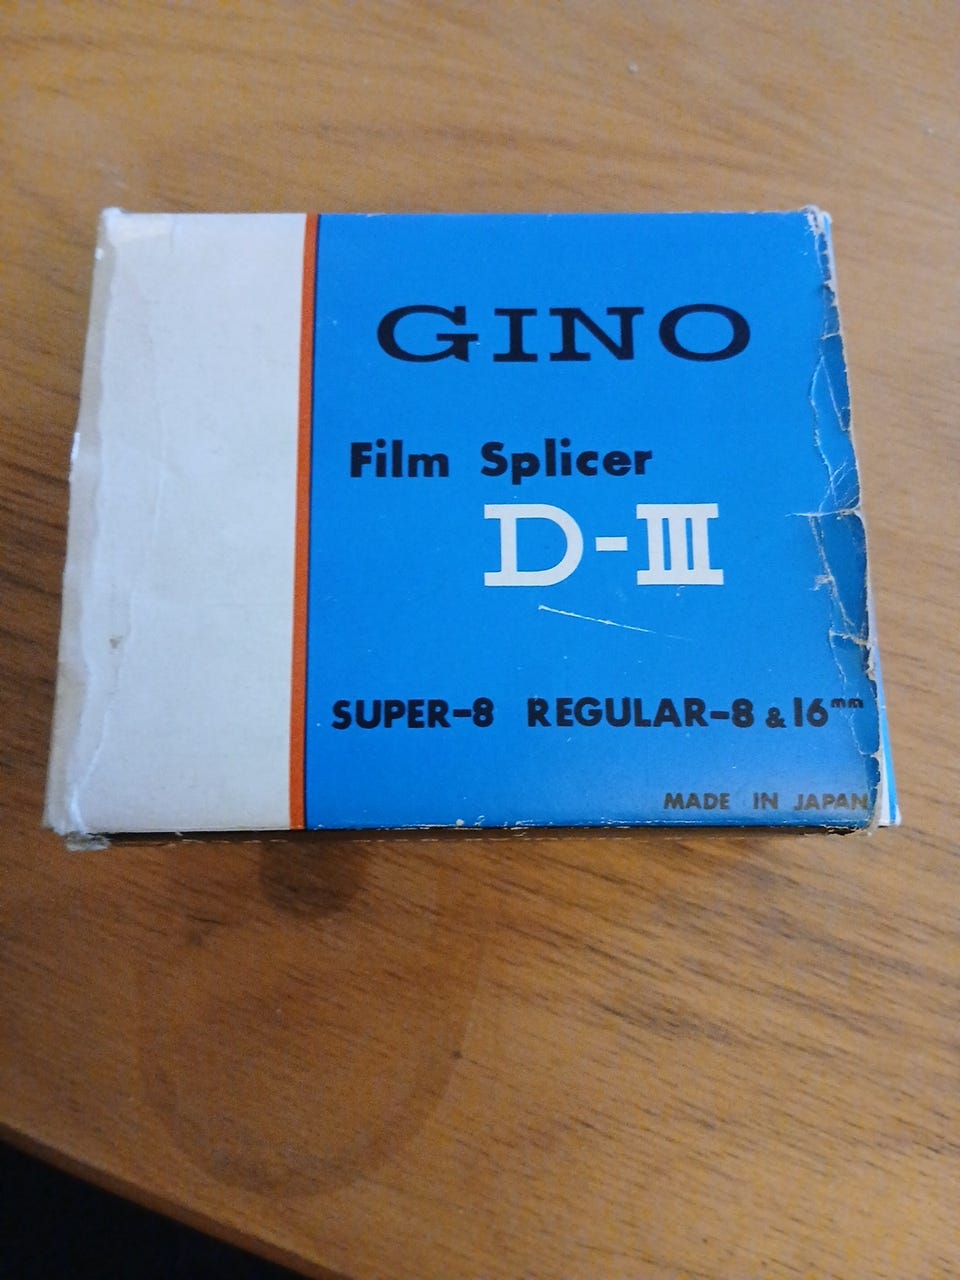 GINO
Film Splicer
D-III
SUPER-8 REGULAR-8 & 16mm
MADE IN JAPAN